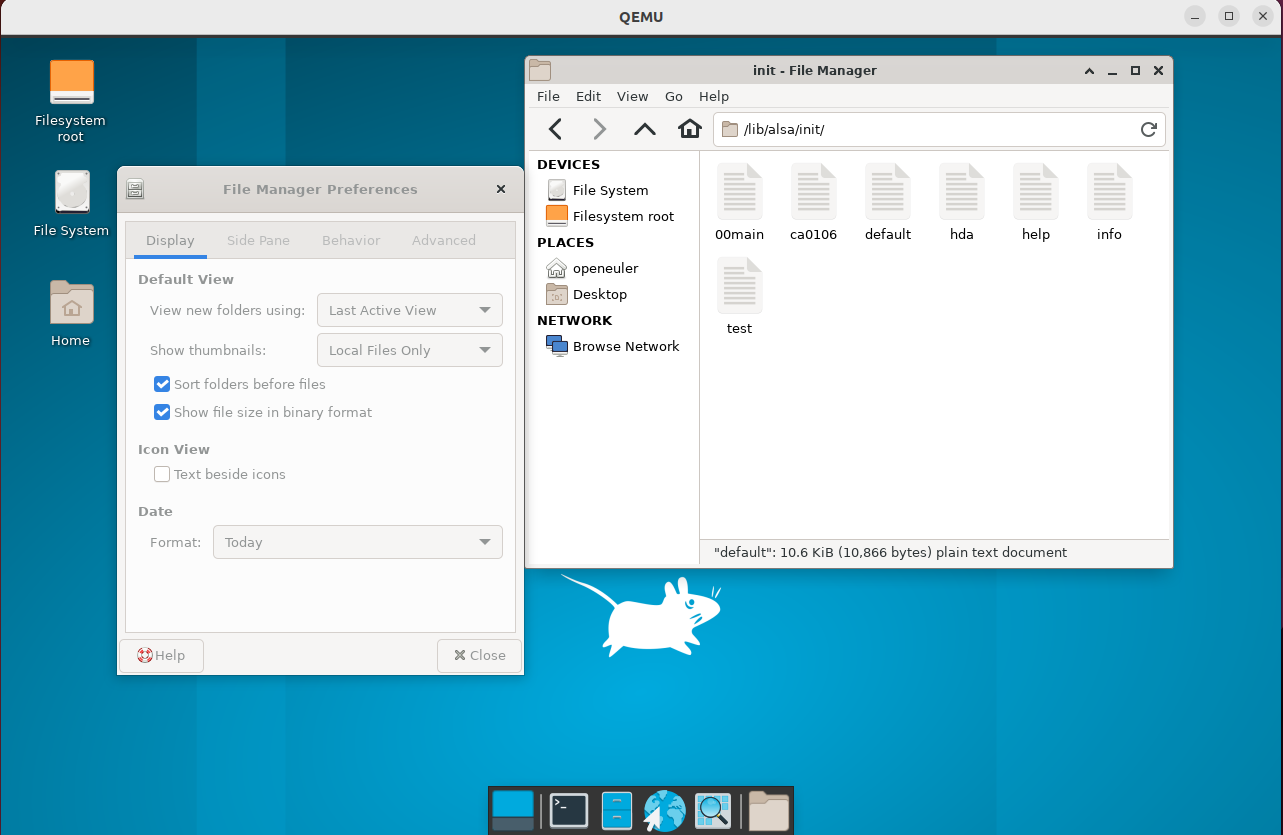 QEMU
Filesystem
root
File System
Home
File Manager Preferences
Display Side Pane Behavior Advanced
Default View
View new folders using: Last Active View
Show thumbnails: Local Files Only
Sort folders before files
Show file size in binary format
Icon View
Text beside icons
Date
Format: Today
Help Close
init - File Manager
File Edit View Go Help
/lib/alsa/init/
DEVICES
File System
Filesystem root
PLACES
openeuler
Desktop
NETWORK
Browse Network
00main ca0106 default hda help info
test
"default": 10.6 KiB (10,866 bytes) plain text document